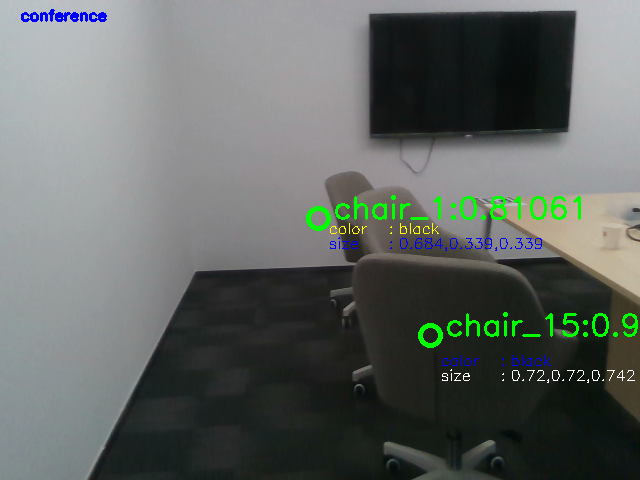 conference
chair_1:0.81061
color : black
size : 0.684,0.339,0.339
chair_15:0.9
color : black
size : 0.72,0.72,0.742